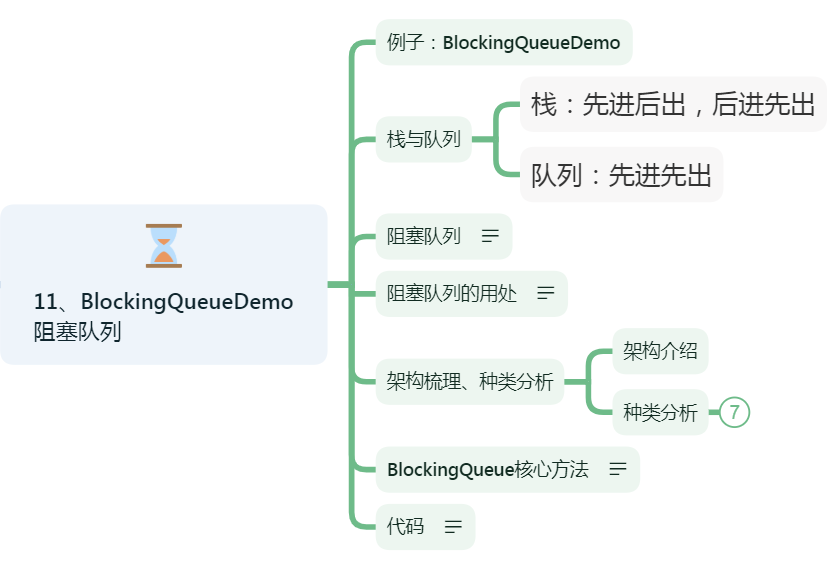 例子：BlockingQueueDemo
栈与队列
栈：先进后出，后进先出
队列：先进先出
11、BlockingQueueDemo
阻塞队列
阻塞队列
阻塞队列的用处
架构梳理、种类分析
架构介绍
种类分析
7
BlockingQueue核心方法
代码